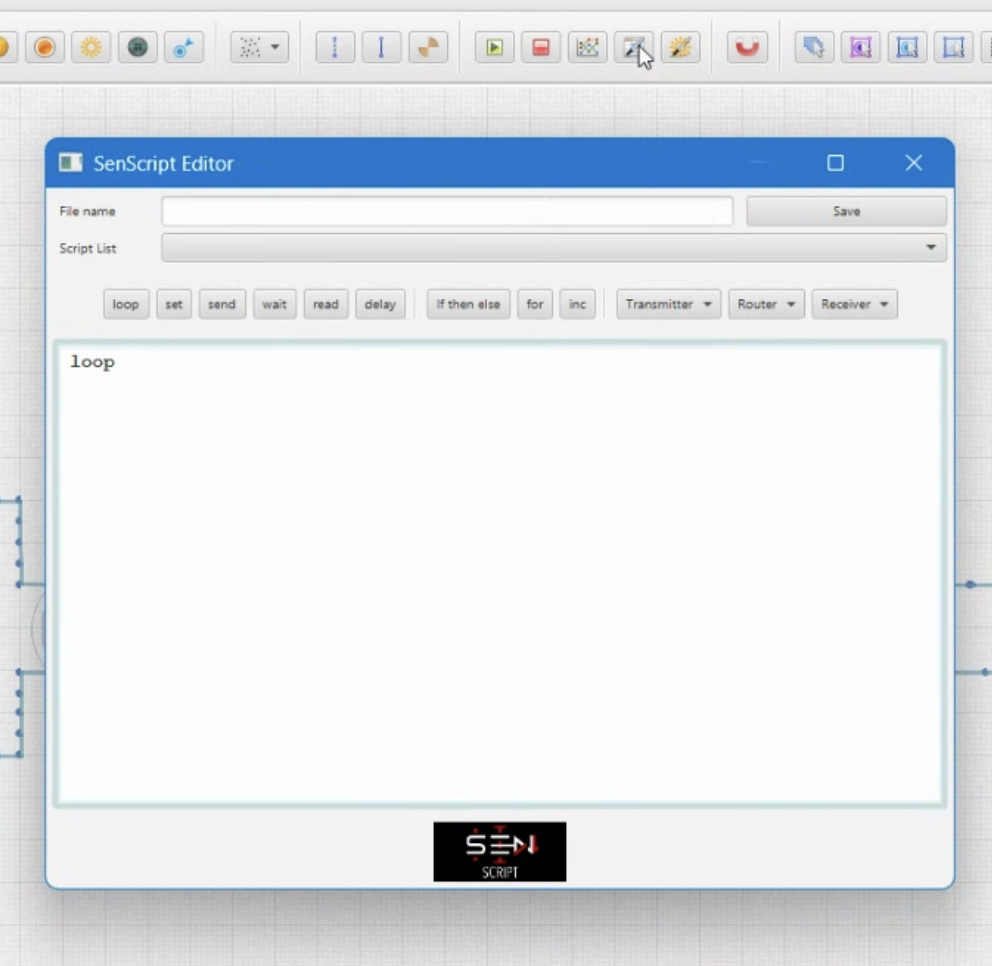 SenScript Editor
File name
Save
Script List
loop set send wait read delay If then else for inc Transmitter Router Receiver
loop
SEN
SCRIPT